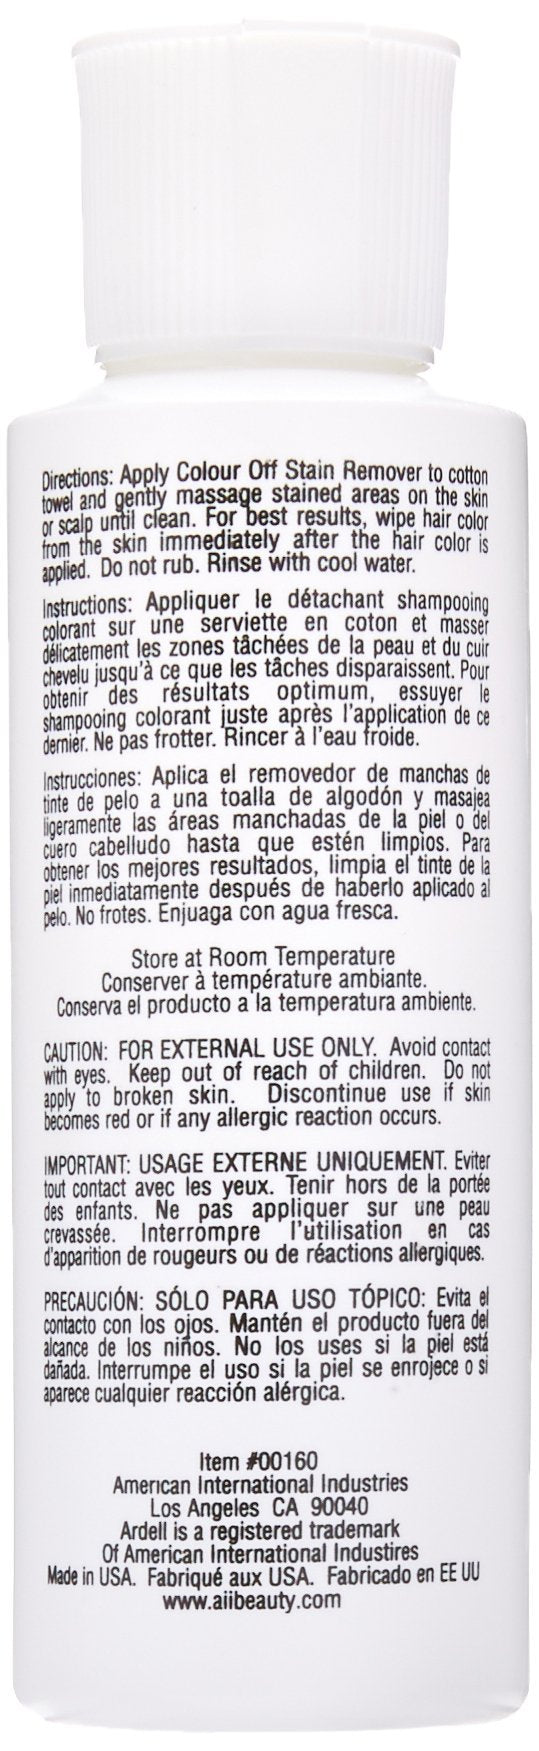 Directions: Apply Colour Off Stain Remover to cotton
towel and gently massage stained areas on the skin
or scalp until clean. For best results, wipe hair color
from the skin immediately after the hair color is
applied. Do not rub. Rinse with cool water.
Instructions: Appliquer le détachant shampooing
colorant sur une serviette en coton et masser
délicatement les zones tâchées de la peau et du cuir
chevelu jusqu'à ce que les tâches disparaissent. Pour
obtenir des résultats optimum, essuyer le
shampooing colorant juste après l'application de ce
dernier. Ne pas frotter. Rincer à l'eau froide.
Instrucciones: Aplica el removedor de manchas de
tinte de pelo a una toalla de algodón y masajea
ligeramente las áreas manchadas de la piel o del
cuero cabelludo hasta que estén limpios. Para
obtener los mejores resultados, limpia el tinte de la
piel inmediatamente después de haberlo aplicado al
pelo. No frotes. Enjuaga con agua fresca.
Store at Room Temperature
Conserver à température ambiante.
Conserva el producto a la temperatura ambiente.
CAUTION: FOR EXTERNAL USE ONLY. Avoid contact
with eyes. Keep out of reach of children. Do not
apply to broken skin. Discontinue use if skin
becomes red or if any allergic reaction occurs.
IMPORTANT: USAGE EXTERNE UNIQUEMENT. Eviter
tout contact avec les yeux. Tenir hors de la portée
des enfants. Ne pas appliquer sur une peau
crevassée. Interrompre l'utilisation en cas
d'apparition de rougeurs ou de réactions allergiques.
PRECAUCIÓN: SÓLO PARA USO TÓPICO: Evita el
contacto con los ojos. Mantén el producto fuera del
alcance de los niños. No los uses si la piel está
dañada. Interrumpe el uso si la piel se enrojece o si
aparece cualquier reacción alérgica.
Item #00160
American International Industries
Los Angeles CA 90040
Ardell is a registered trademark
Of American International Industires
Made in USA. Fabriqué aux USA. Fabricado en EE UU
www.aiibeauty.com